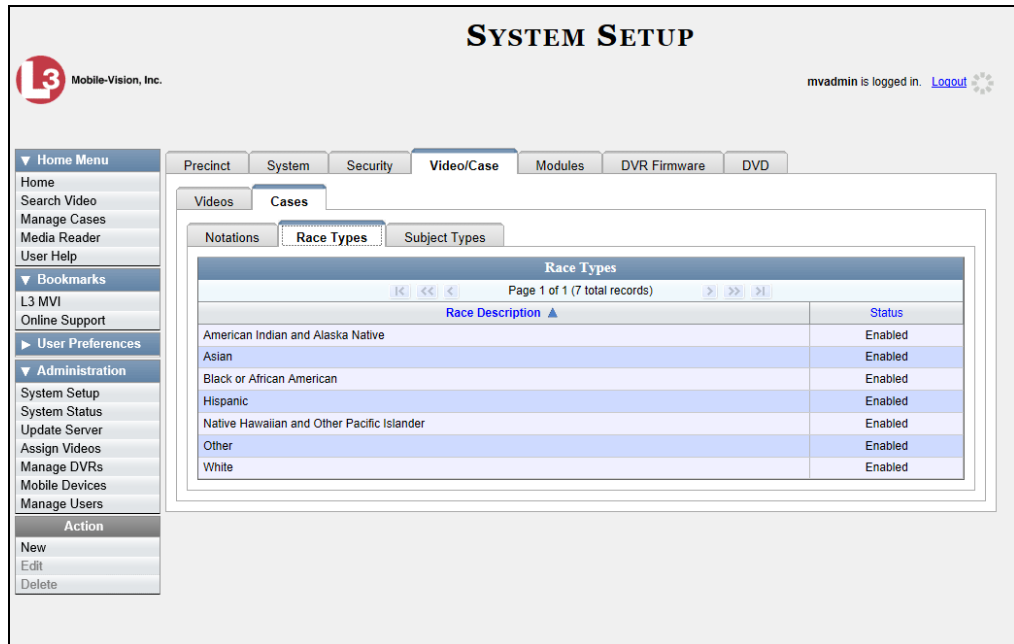 SYSTEM SETUP
L3 Mobile-Vision, Inc.
mvadmin is logged in. Logout
▼ Home Menu
Home
Search Video
Manage Cases
Media Reader
User Help
▼ Bookmarks
L3 MVI
Online Support
▶ User Preferences
▼ Administration
System Setup
System Status
Update Server
Assign Videos
Manage DVRs
Mobile Devices
Manage Users
Action
New
Edit
Delete
Precinct System Security Video/Case Modules DVR Firmware DVD
Videos Cases
Notations Race Types Subject Types
Race Types
|< << < Page 1 of 1 (7 total records) > >> >|
Race Description ▲ Status
American Indian and Alaska Native Enabled
Asian Enabled
Black or African American Enabled
Hispanic Enabled
Native Hawaiian and Other Pacific Islander Enabled
Other Enabled
White Enabled